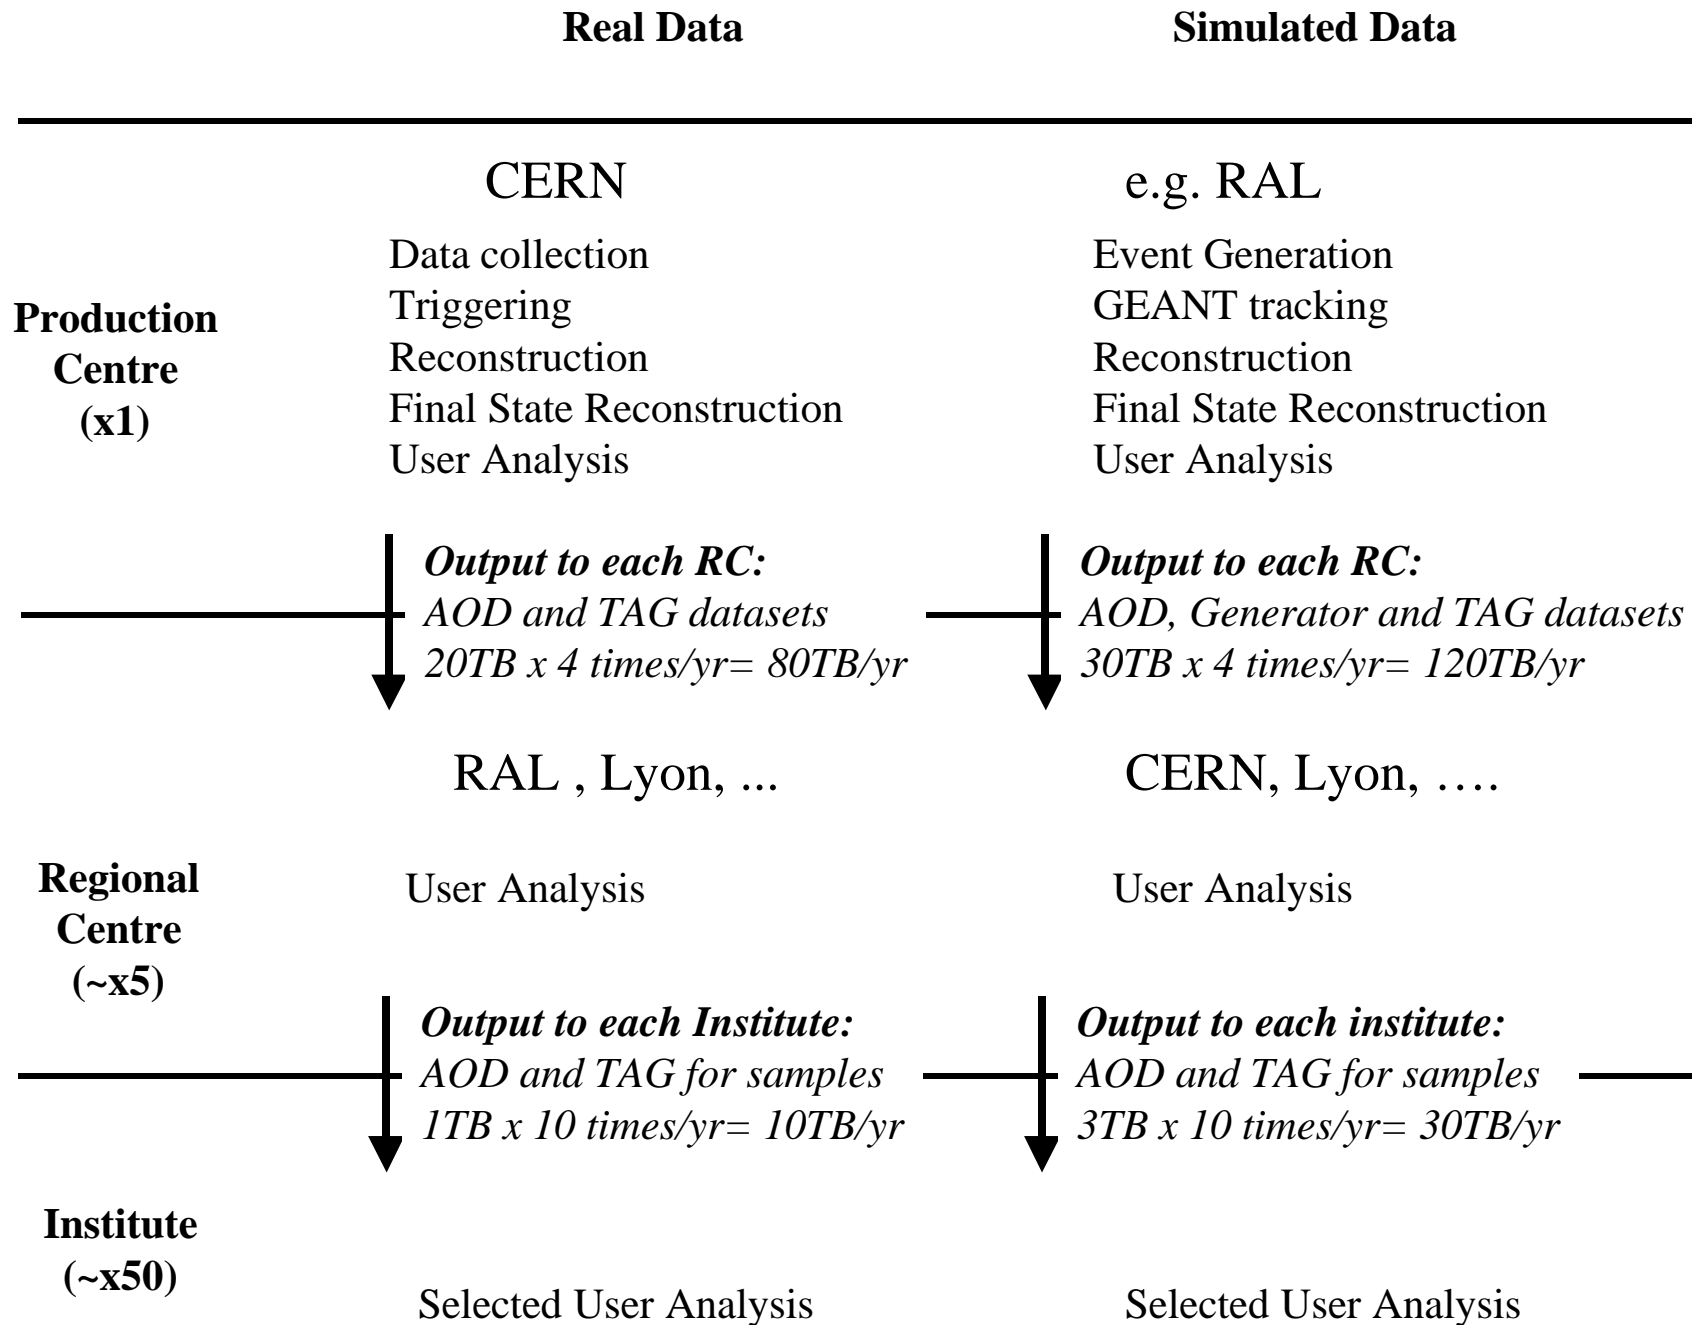 Real Data
Simulated Data
CERN
e.g. RAL
Production
Centre
(x1)
Data collection
Triggering
Reconstruction
Final State Reconstruction
User Analysis
Event Generation
GEANT tracking
Reconstruction
Final State Reconstruction
User Analysis
Output to each RC:
AOD and TAG datasets
20TB x 4 times/yr= 80TB/yr
Output to each RC:
AOD, Generator and TAG datasets
30TB x 4 times/yr= 120TB/yr
RAL , Lyon, ...
CERN, Lyon, ….
Regional
Centre
(~x5)
User Analysis
User Analysis
Output to each Institute:
AOD and TAG for samples
1TB x 10 times/yr= 10TB/yr
Output to each institute:
AOD and TAG for samples
3TB x 10 times/yr= 30TB/yr
Institute
(~x50)
Selected User Analysis
Selected User Analysis